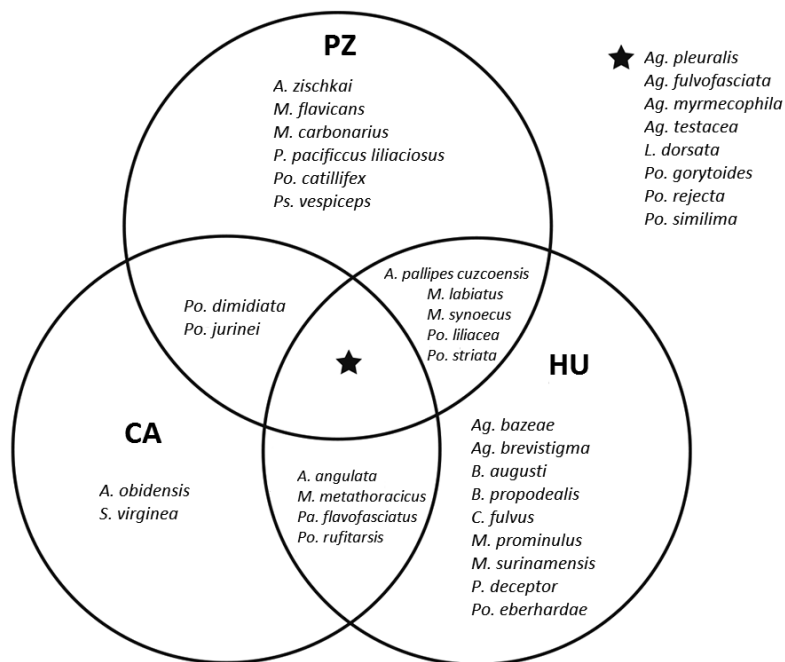 PZ
A. zischkai
M. flavicans
M. carbonarius
P. pacificcus liliaciosus
Po. catillifex
Ps. vespiceps
Ag. pleuralis
Ag. fulvofasciata
Ag. myrmecophila
Ag. testacea
L. dorsata
Po. gorytoides
Po. rejecta
Po. similima
Po. dimidiata
Po. jurinei
A. pallipes cuzcoensis
M. labiatus
M. synoecus
Po. liliacea
Po. striata
HU
Ag. bazeae
Ag. brevistigma
B. augusti
B. propodealis
C. fulvus
M. prominulus
M. surinamensis
P. deceptor
Po. eberhardae
CA
A. obidensis
S. virginea
A. angulata
M. metathoracicus
Pa. flavofasciatus
Po. rufitarsis